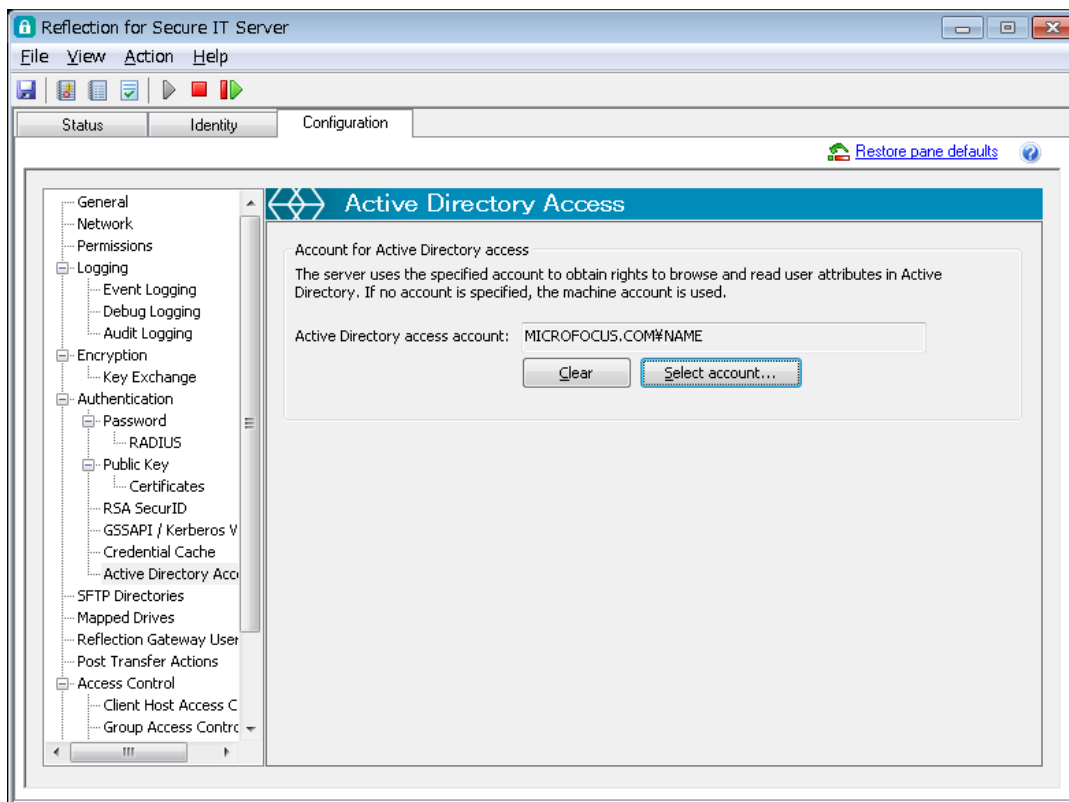 Reflection for Secure IT Server
File View Action Help
Status Identity Configuration
Restore pane defaults
General
Network
Permissions
Logging
Event Logging
Debug Logging
Audit Logging
Encryption
Key Exchange
Authentication
Password
RADIUS
Public Key
Certificates
RSA SecurID
GSSAPI / Kerberos V
Credential Cache
Active Directory Acc
SFTP Directories
Mapped Drives
Reflection Gateway User
Post Transfer Actions
Access Control
Client Host Access C
Group Access Contrc
Active Directory Access
Account for Active Directory access
The server uses the specified account to obtain rights to browse and read user attributes in Active
Directory. If no account is specified, the machine account is used.
Active Directory access account: MICROFOCUS.COM¥NAME
Clear Select account...